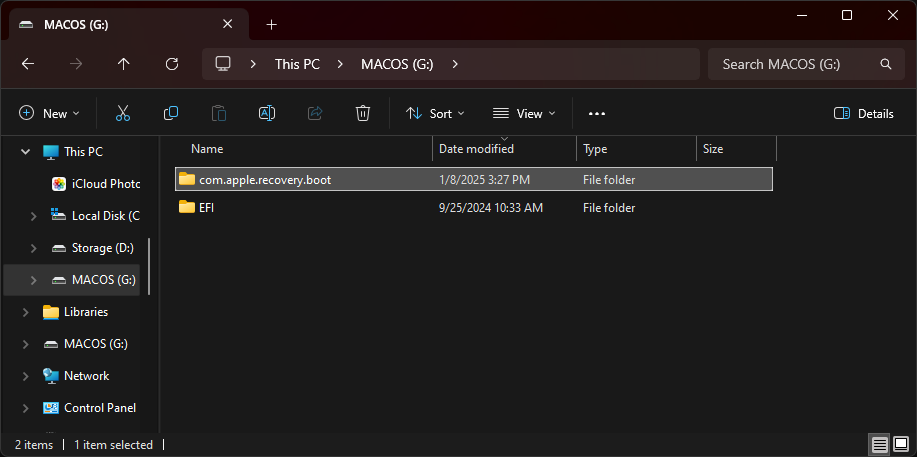 MACOS (G:)
This PC MACOS (G:) Search MACOS (G:)
New Sort View Details
Name Date modified Type Size
This PC
iCloud Photo
Local Disk (C
Storage (D:)
MACOS (G:)
Libraries
MACOS (G:)
Network
Control Panel
com.apple.recovery.boot 1/8/2025 3:27 PM File folder
EFI 9/25/2024 10:33 AM File folder
2 items 1 item selected